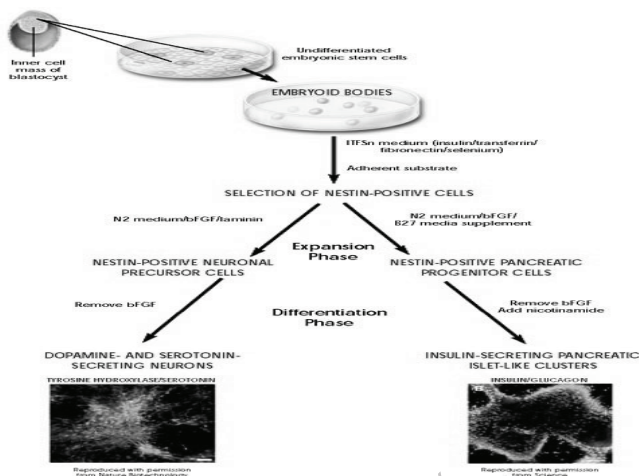 Inner cell
mass of
blastocyst
Undifferentiated
embryonic stem cells
EMBRYOID BODIES
ITFSn medium (insulin/transferrin/
fibronectin/selenium)
Adherent substrate
SELECTION OF NESTIN-POSITIVE CELLS
N2 medium/bFGF/laminin
N2 medium/bFGF/
B27 media supplement
Expansion
Phase
NESTIN-POSITIVE NEURONAL
PRECURSOR CELLS
NESTIN-POSITIVE PANCREATIC
PROGENITOR CELLS
Remove bFGF
Remove bFGF
Add nicotinamide
Differentiation
Phase
DOPAMINE- AND SEROTONIN-
SECRETING NEURONS
INSULIN-SECRETING PANCREATIC
ISLET-LIKE CLUSTERS
TYROSINE HYDROXYLASE/SEROTONIN
INSULIN/GLUCAGON
Reproduced with permission
from Nature Biotechnology
Reproduced with permission
from Science